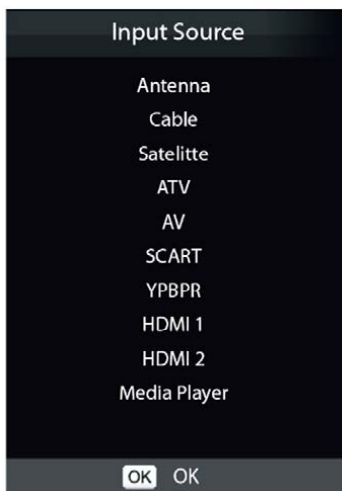 Input Source
Antenna
Cable
Satelitte
ATV
AV
SCART
YPBPR
HDMI 1
HDMI 2
Media Player
OK OK